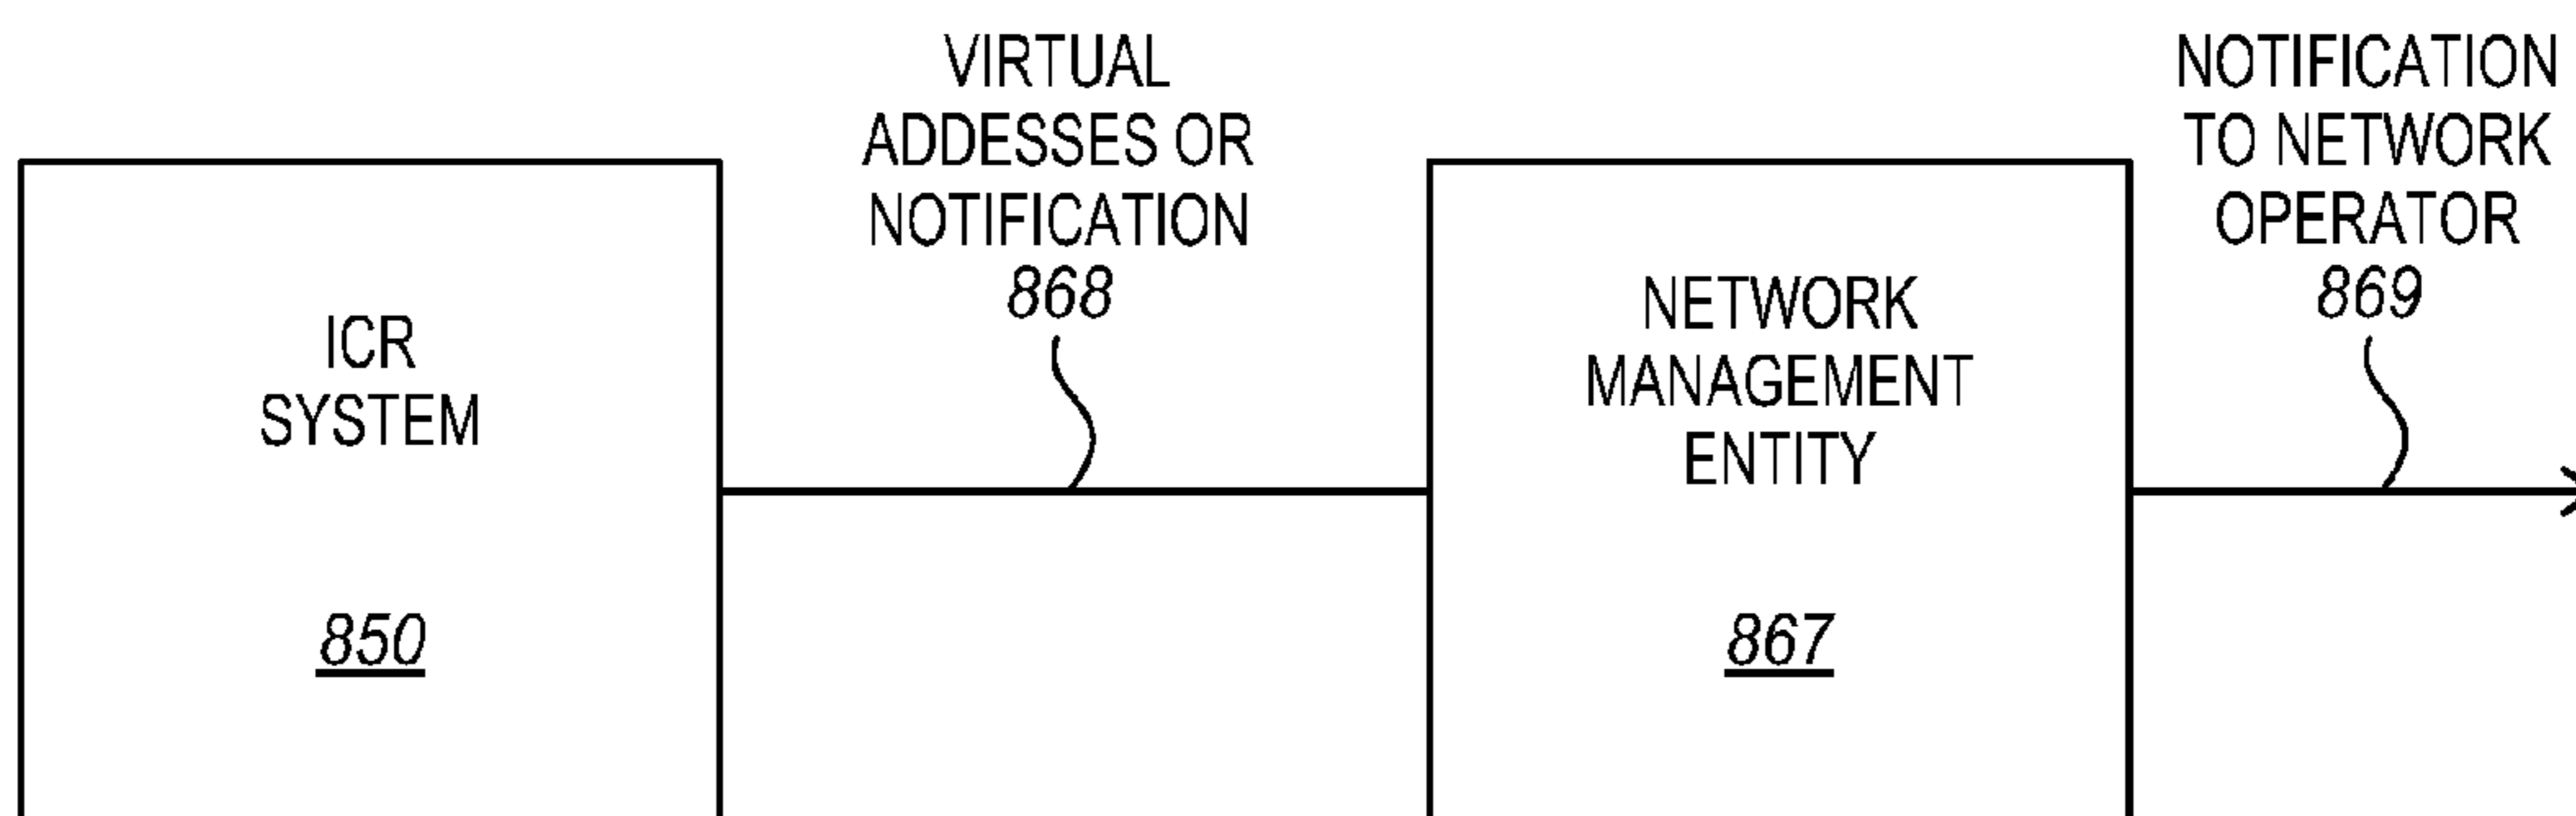 VIRTUAL
ADDESSES OR
NOTIFICATION
868
NOTIFICATION
TO NETWORK
OPERATOR
869
ICR
SYSTEM
850
NETWORK
MANAGEMENT
ENTITY
867